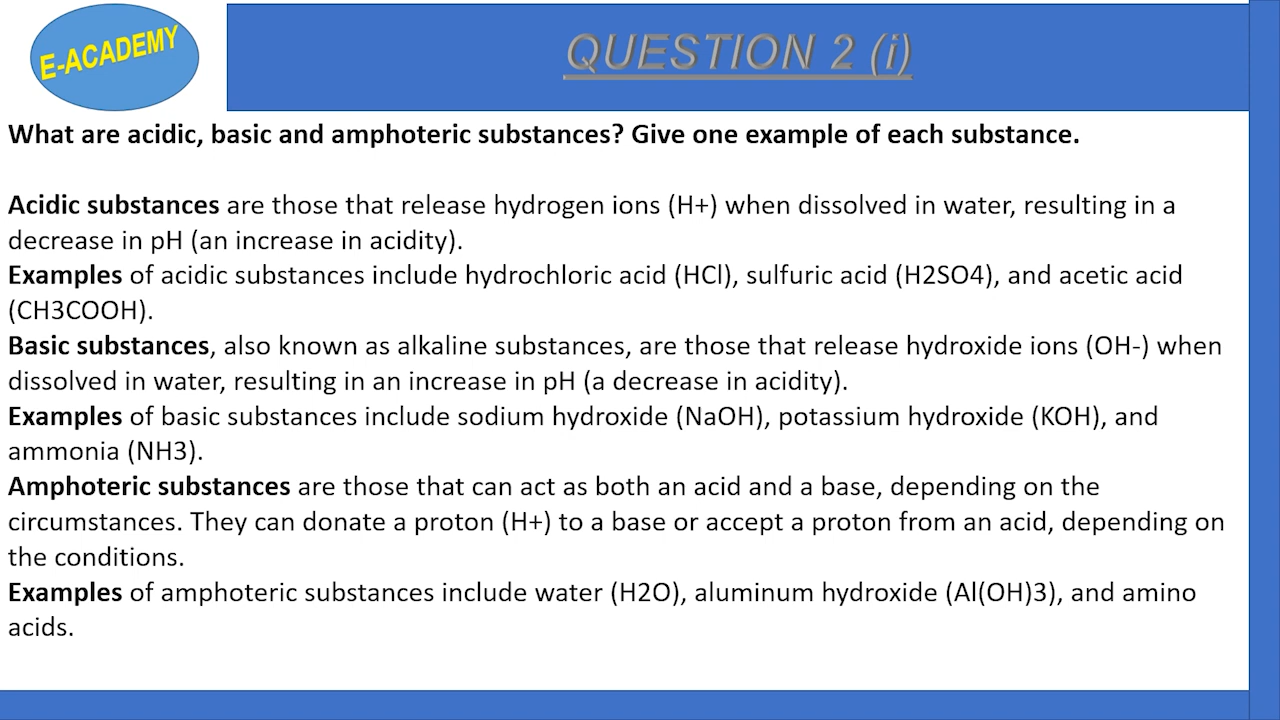 E-ACADEMY
QUESTION 2 (i)
What are acidic, basic and amphoteric substances? Give one example of each substance.
Acidic substances are those that release hydrogen ions (H+) when dissolved in water, resulting in a
decrease in pH (an increase in acidity).
Examples of acidic substances include hydrochloric acid (HCl), sulfuric acid (H2SO4), and acetic acid
(CH3COOH).
Basic substances, also known as alkaline substances, are those that release hydroxide ions (OH-) when
dissolved in water, resulting in an increase in pH (a decrease in acidity).
Examples of basic substances include sodium hydroxide (NaOH), potassium hydroxide (KOH), and
ammonia (NH3).
Amphoteric substances are those that can act as both an acid and a base, depending on the
circumstances. They can donate a proton (H+) to a base or accept a proton from an acid, depending on
the conditions.
Examples of amphoteric substances include water (H2O), aluminum hydroxide (Al(OH)3), and amino
acids.